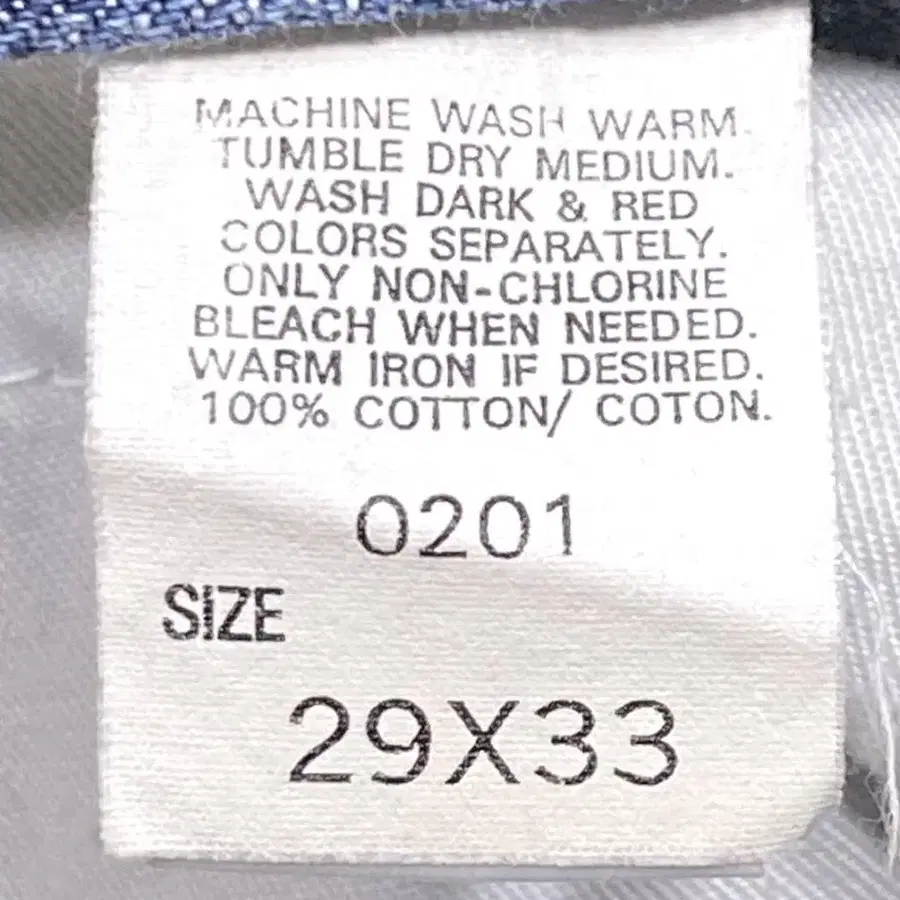 MACHINE WASH WARM.
TUMBLE DRY MEDIUM.
WASH DARK & RED
COLORS SEPARATELY.
ONLY NON-CHLORINE
BLEACH WHEN NEEDED.
WARM IRON IF DESIRED.
100% COTTON/ COTON.
0201
SIZE
29X33